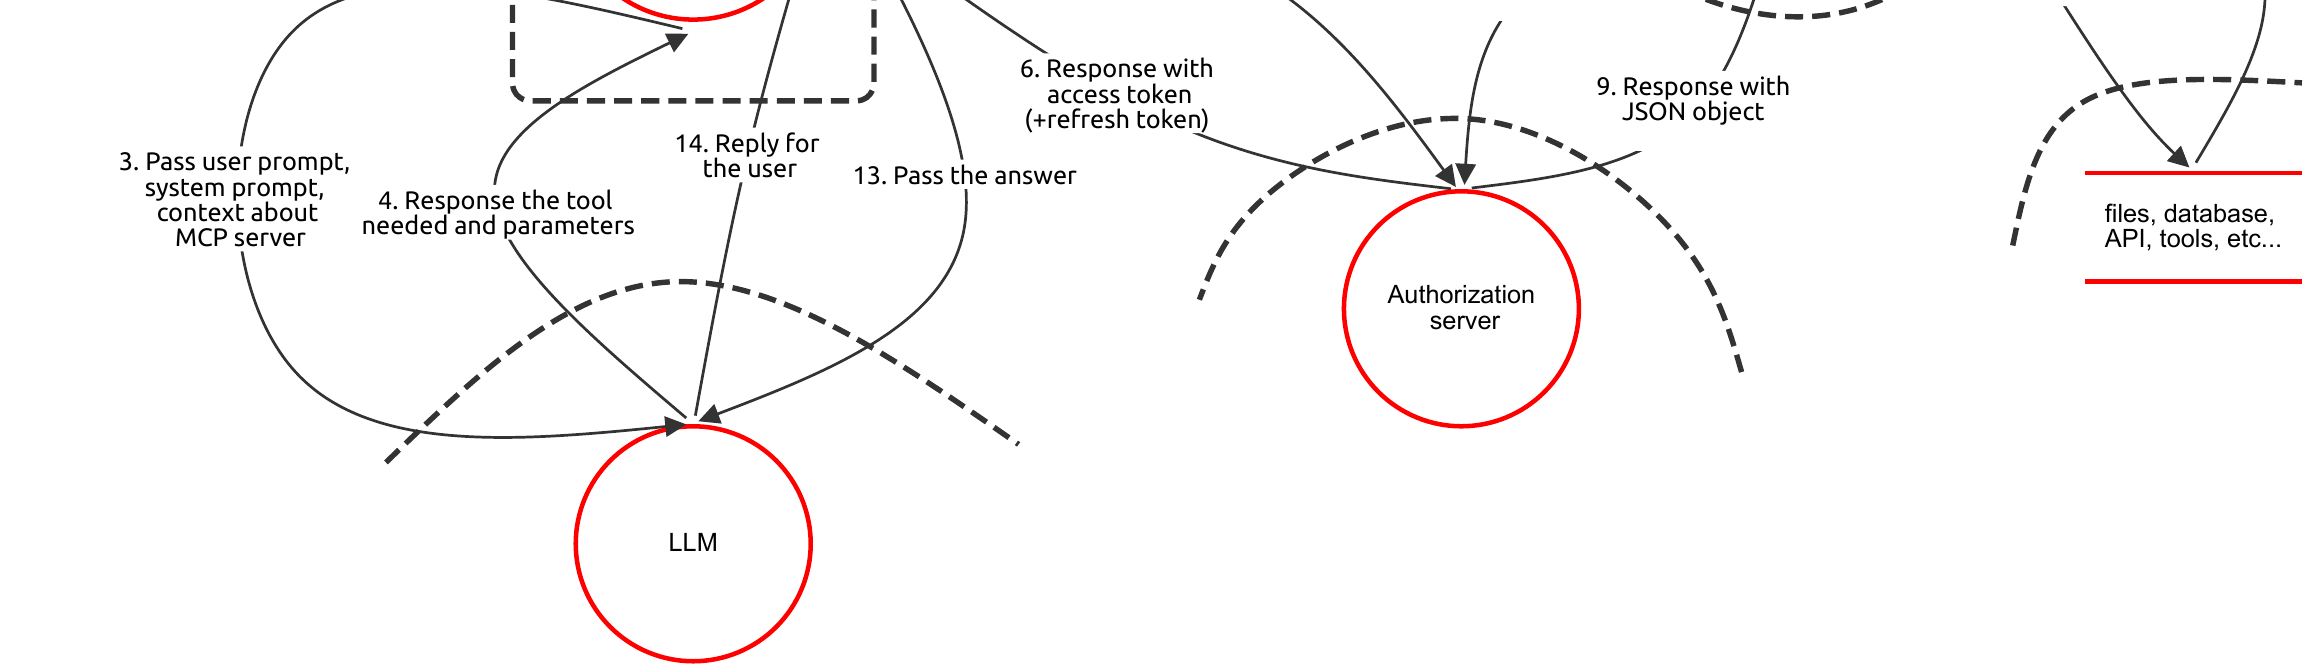 3. Pass user prompt,
system prompt,
context about
MCP server
4. Response the tool
needed and parameters
14. Reply for
the user
13. Pass the answer
6. Response with
access token
(+refresh token)
9. Response with
JSON object
files, database,
API, tools, etc...
Authorization
server
LLM